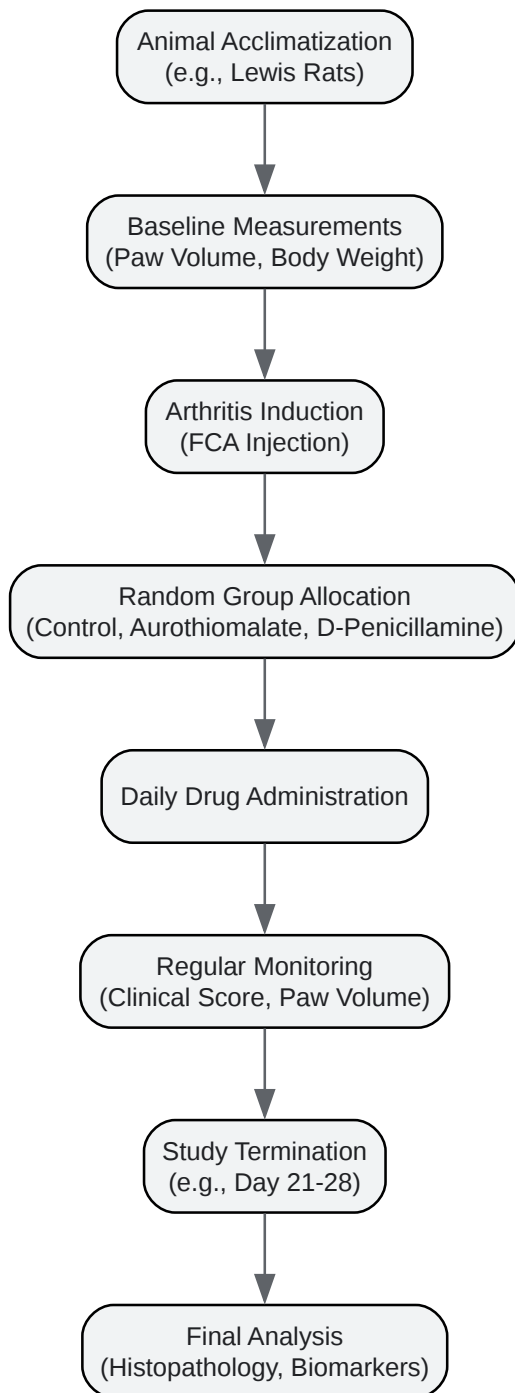 Animal Acclimatization
(e.g., Lewis Rats)
Baseline Measurements
(Paw Volume, Body Weight)
Arthritis Induction
(FCA Injection)
Random Group Allocation
(Control, Aurothiomalate, D-Penicillamine)
Daily Drug Administration
Regular Monitoring
(Clinical Score, Paw Volume)
Study Termination
(e.g., Day 21-28)
Final Analysis
(Histopathology, Biomarkers)